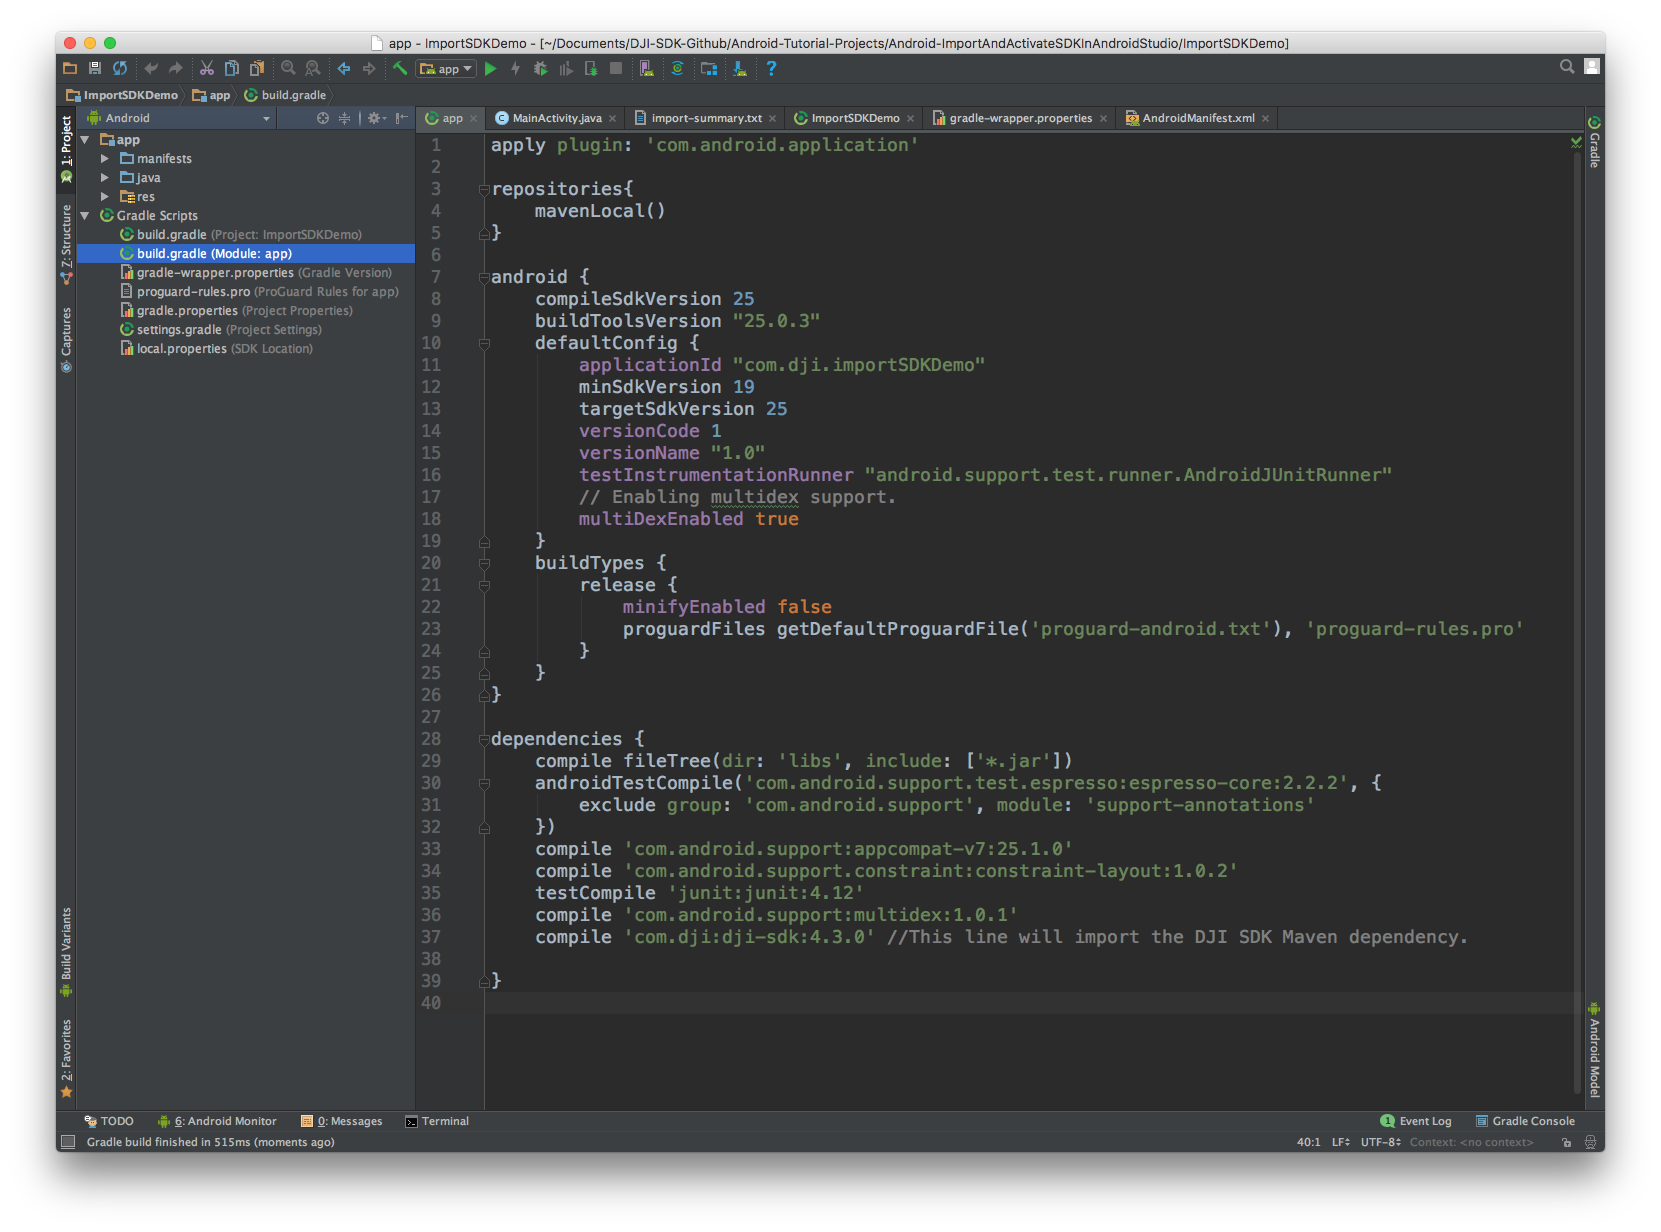 app - ImportSDKDemo - [~/Documents/DJI-SDK-Github/Android-Tutorial-Projects/Android-ImportAndActivateSDKInAndroidStudio/ImportSDKDemo]
app
ImportSDKDemo app build.gradle
1: Project
7: Structure
Captures
Build Variants
2: Favorites
Android
app
manifests
java
res
Gradle Scripts
build.gradle (Project: ImportSDKDemo)
build.gradle (Module: app)
gradle-wrapper.properties (Gradle Version)
proguard-rules.pro (ProGuard Rules for app)
gradle.properties (Project Properties)
settings.gradle (Project Settings)
local.properties (SDK Location)
app MainActivity.java import-summary.txt ImportSDKDemo gradle-wrapper.properties AndroidManifest.xml
1 apply plugin: 'com.android.application'
2
3 repositories{
4     mavenLocal()
5 }
6
7 android {
8     compileSdkVersion 25
9     buildToolsVersion "25.0.3"
10     defaultConfig {
11         applicationId "com.dji.importSDKDemo"
12         minSdkVersion 19
13         targetSdkVersion 25
14         versionCode 1
15         versionName "1.0"
16         testInstrumentationRunner "android.support.test.runner.AndroidJUnitRunner"
17         // Enabling multidex support.
18         multiDexEnabled true
19     }
20     buildTypes {
21         release {
22             minifyEnabled false
23             proguardFiles getDefaultProguardFile('proguard-android.txt'), 'proguard-rules.pro'
24         }
25     }
26 }
27
28 dependencies {
29     compile fileTree(dir: 'libs', include: ['*.jar'])
30     androidTestCompile('com.android.support.test.espresso:espresso-core:2.2.2', {
31         exclude group: 'com.android.support', module: 'support-annotations'
32     })
33     compile 'com.android.support:appcompat-v7:25.1.0'
34     compile 'com.android.support.constraint:constraint-layout:1.0.2'
35     testCompile 'junit:junit:4.12'
36     compile 'com.android.support:multidex:1.0.1'
37     compile 'com.dji:dji-sdk:4.3.0' //This line will import the DJI SDK Maven dependency.
38
39 }
40
Gradle
Android Model
TODO 6: Android Monitor 0: Messages Terminal 1 Event Log Gradle Console
Gradle build finished in 515ms (moments ago) 40:1 LF UTF-8 Context: <no context>